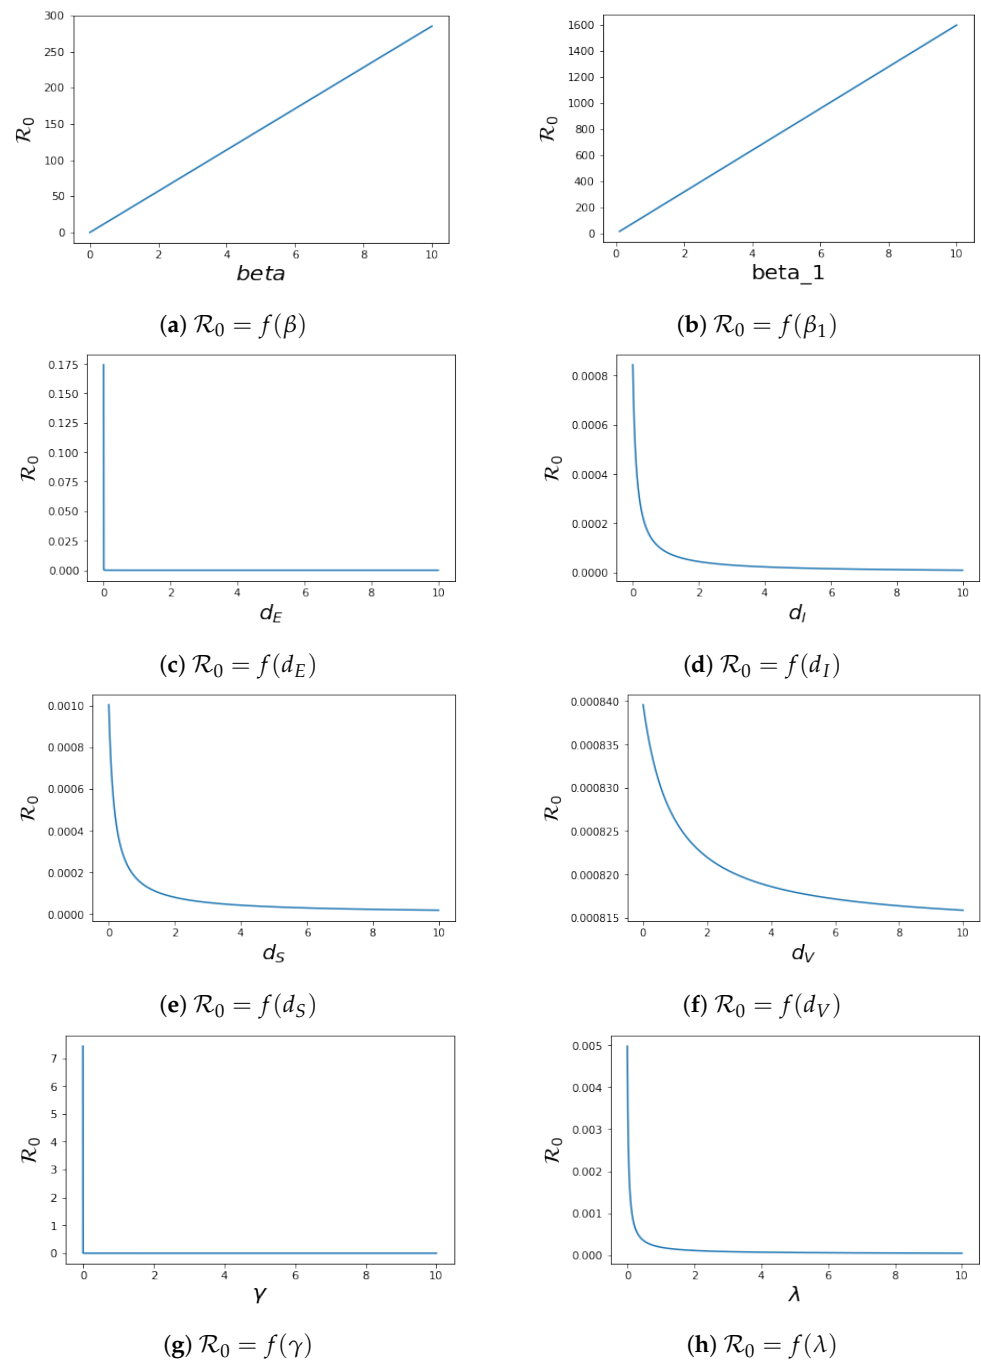 300
250
200
150
100
50
0
R₀
0 2 4 6 8 10
beta
(a) R₀ = f(β)
1600
1400
1200
1000
800
600
400
200
0
R₀
0 2 4 6 8 10
beta_1
(b) R₀ = f(β₁)
0.175
0.150
0.125
0.100
0.075
0.050
0.025
0.000
R₀
0 2 4 6 8 10
d_E
(c) R₀ = f(d_E)
0.0008
0.0006
0.0004
0.0002
0.0000
R₀
0 2 4 6 8 10
d_I
(d) R₀ = f(d_I)
0.0010
0.0008
0.0006
0.0004
0.0002
0.0000
R₀
0 2 4 6 8 10
d_S
(e) R₀ = f(d_S)
0.000840
0.000835
0.000830
0.000825
0.000820
0.000815
R₀
0 2 4 6 8 10
d_V
(f) R₀ = f(d_V)
7
6
5
4
3
2
1
0
R₀
0 2 4 6 8 10
γ
(g) R₀ = f(γ)
0.005
0.004
0.003
0.002
0.001
0.000
R₀
0 2 4 6 8 10
λ
(h) R₀ = f(λ)